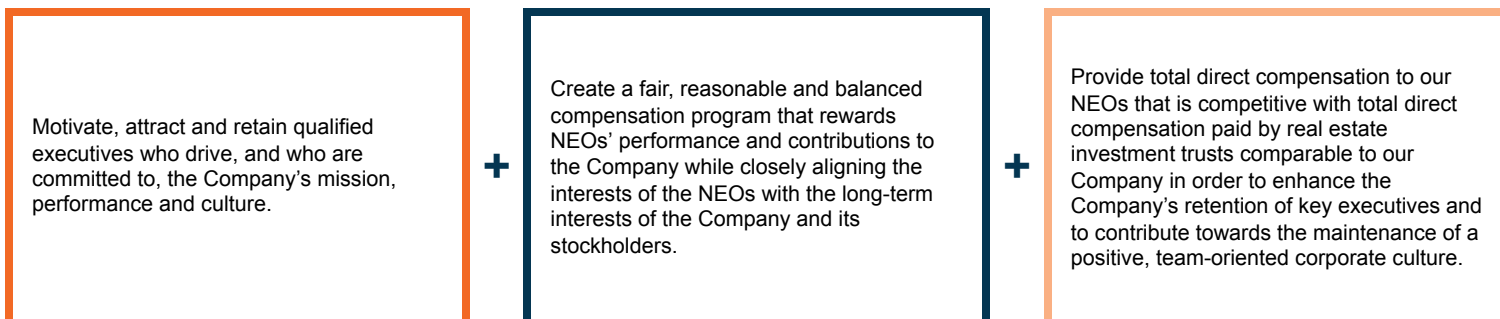 Motivate, attract and retain qualified
executives who drive, and who are
committed to, the Company’s mission,
performance and culture.
+
Create a fair, reasonable and balanced
compensation program that rewards
NEOs’ performance and contributions to
the Company while closely aligning the
interests of the NEOs with the long-term
interests of the Company and its
stockholders.
+
Provide total direct compensation to our
NEOs that is competitive with total direct
compensation paid by real estate
investment trusts comparable to our
Company in order to enhance the
Company’s retention of key executives and
to contribute towards the maintenance of a
positive, team-oriented corporate culture.